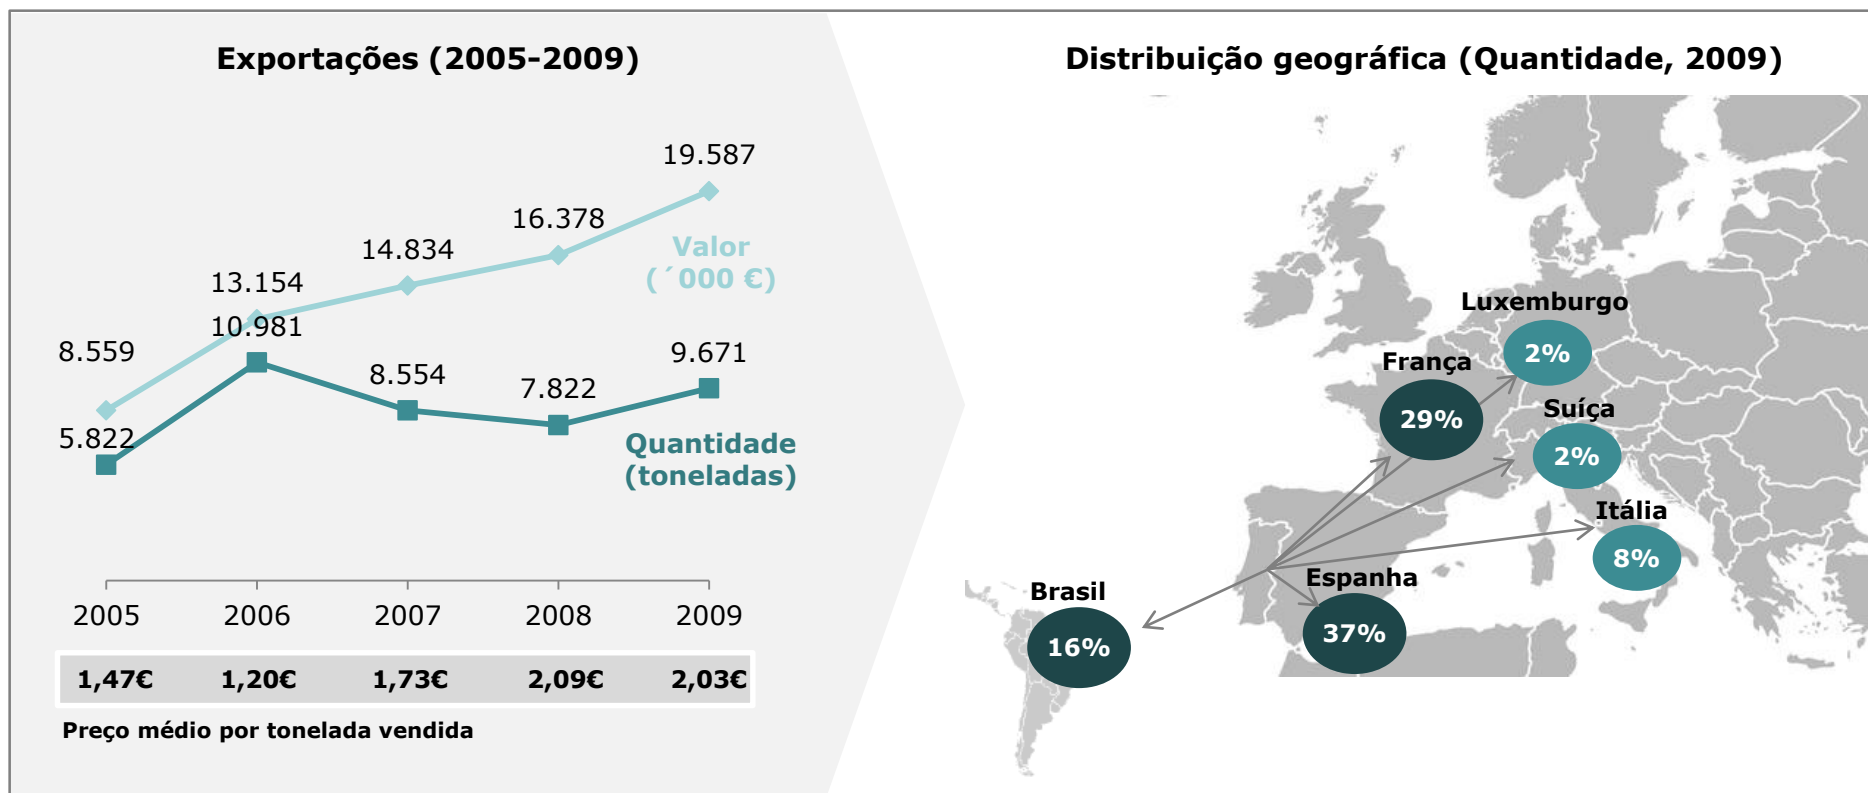 Exportações (2005-2009)
19.587
16.378
14.834
13.154
8.559
Valor
(´000 €)
10.981
9.671
8.554
7.822
5.822
Quantidade
(toneladas)
2005 2006 2007 2008 2009
1,47€ 1,20€ 1,73€ 2,09€ 2,03€
Preço médio por tonelada vendida
Distribuição geográfica (Quantidade, 2009)
Luxemburgo
2%
França
29%
Suíça
2%
Itália
8%
Espanha
37%
Brasil
16%